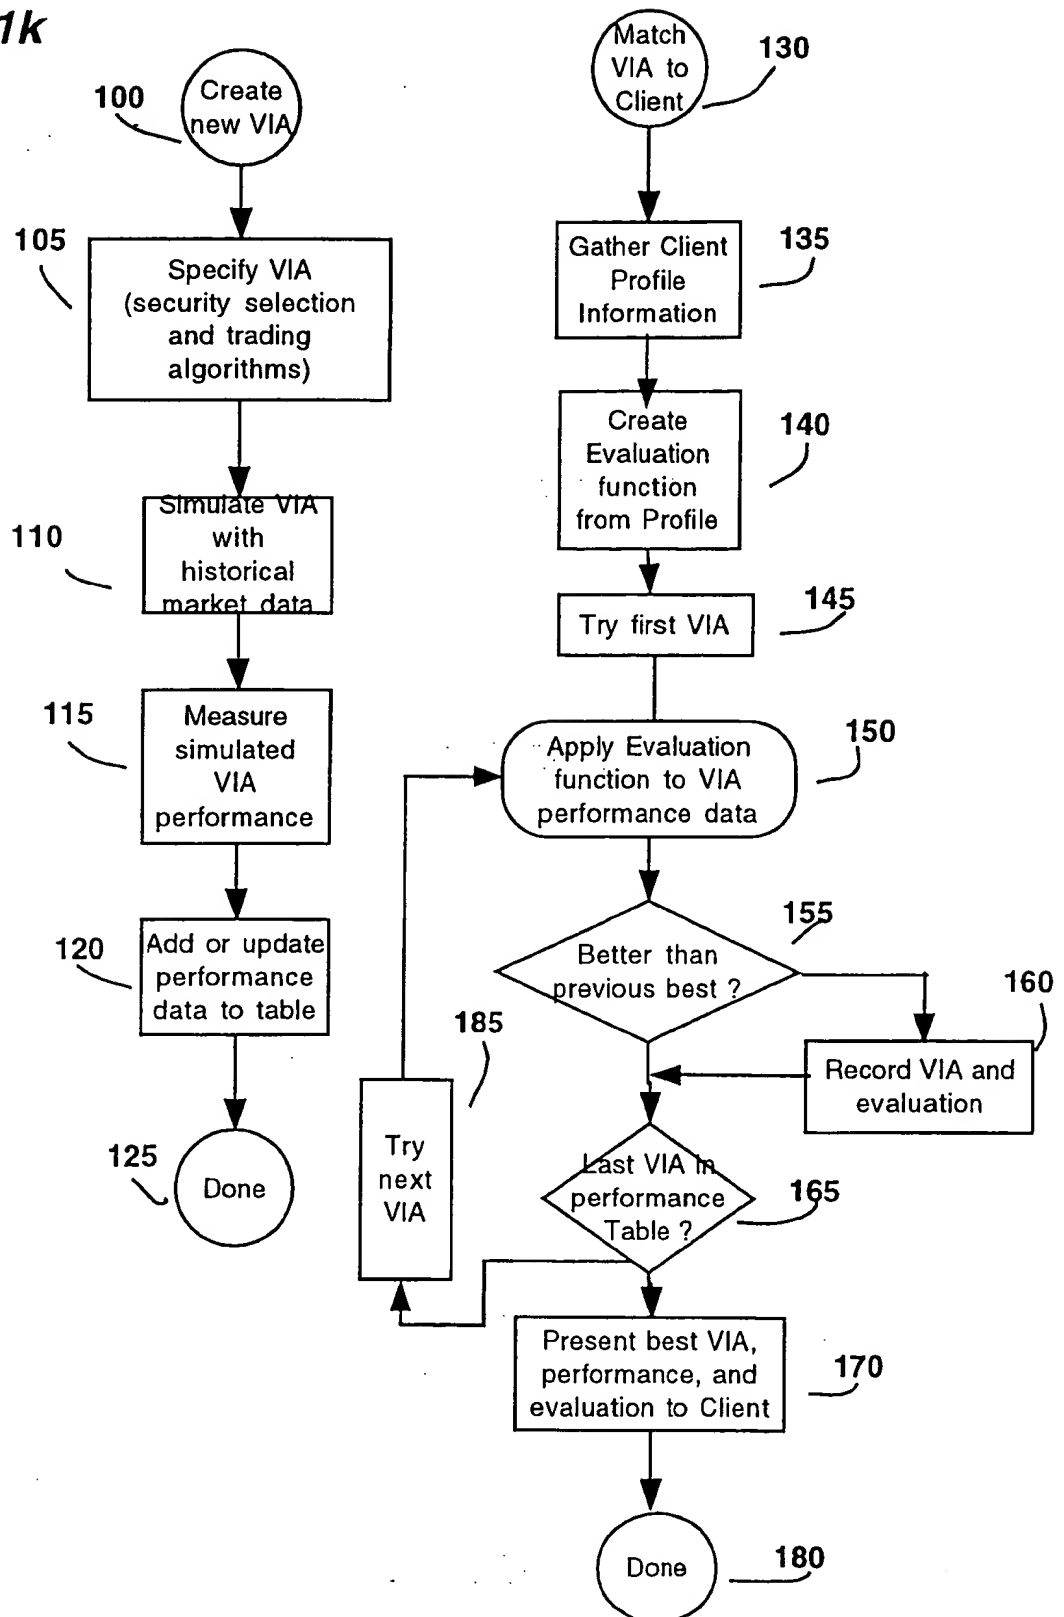 1k
100
Create
new VIA
105
Specify VIA
(security selection
and trading
algorithms)
110
Simulate VIA
with
historical
market data
115
Measure
simulated
VIA
performance
120
Add or update
performance
data to table
125
Done
Match
VIA to
Client
130
Gather Client
Profile
Information
135
Create
Evaluation
function
from Profile
140
Try first VIA
145
Apply Evaluation
function to VIA
performance data
150
Better than
previous best ?
155
Record VIA and
evaluation
160
185
Try
next
VIA
Last VIA in
performance
Table ?
165
Present best VIA,
performance, and
evaluation to Client
170
Done
180